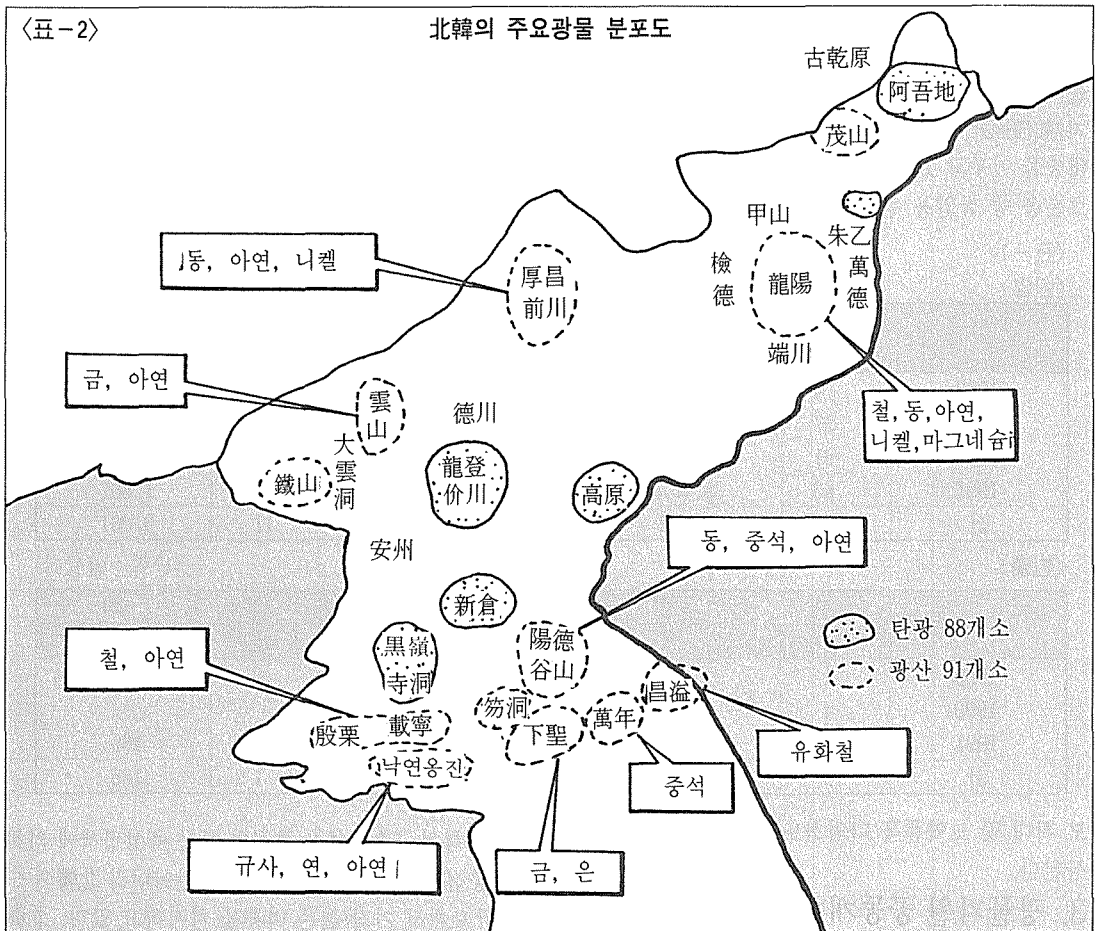 〈표-2〉
北韓의 주요광물 분포도
古乾原
阿吾地
茂山
甲山
朱乙
檢德
龍陽
萬德
端川
동, 아연, 니켈
厚昌
前川
금, 아연
雲山
德川
철, 동, 아연,
니켈, 마그네슘
大雲洞
鐵山
龍登
价川
高原
安州
동, 중석, 아연
新倉
탄광 88개소
광산 91개소
철, 아연
黒嶺
寺洞
陽德
谷山
昌溢
笏洞
下聖
萬年
殷栗
載寧
낙연옹진
유화철
중석
규사, 연, 아연
금, 은